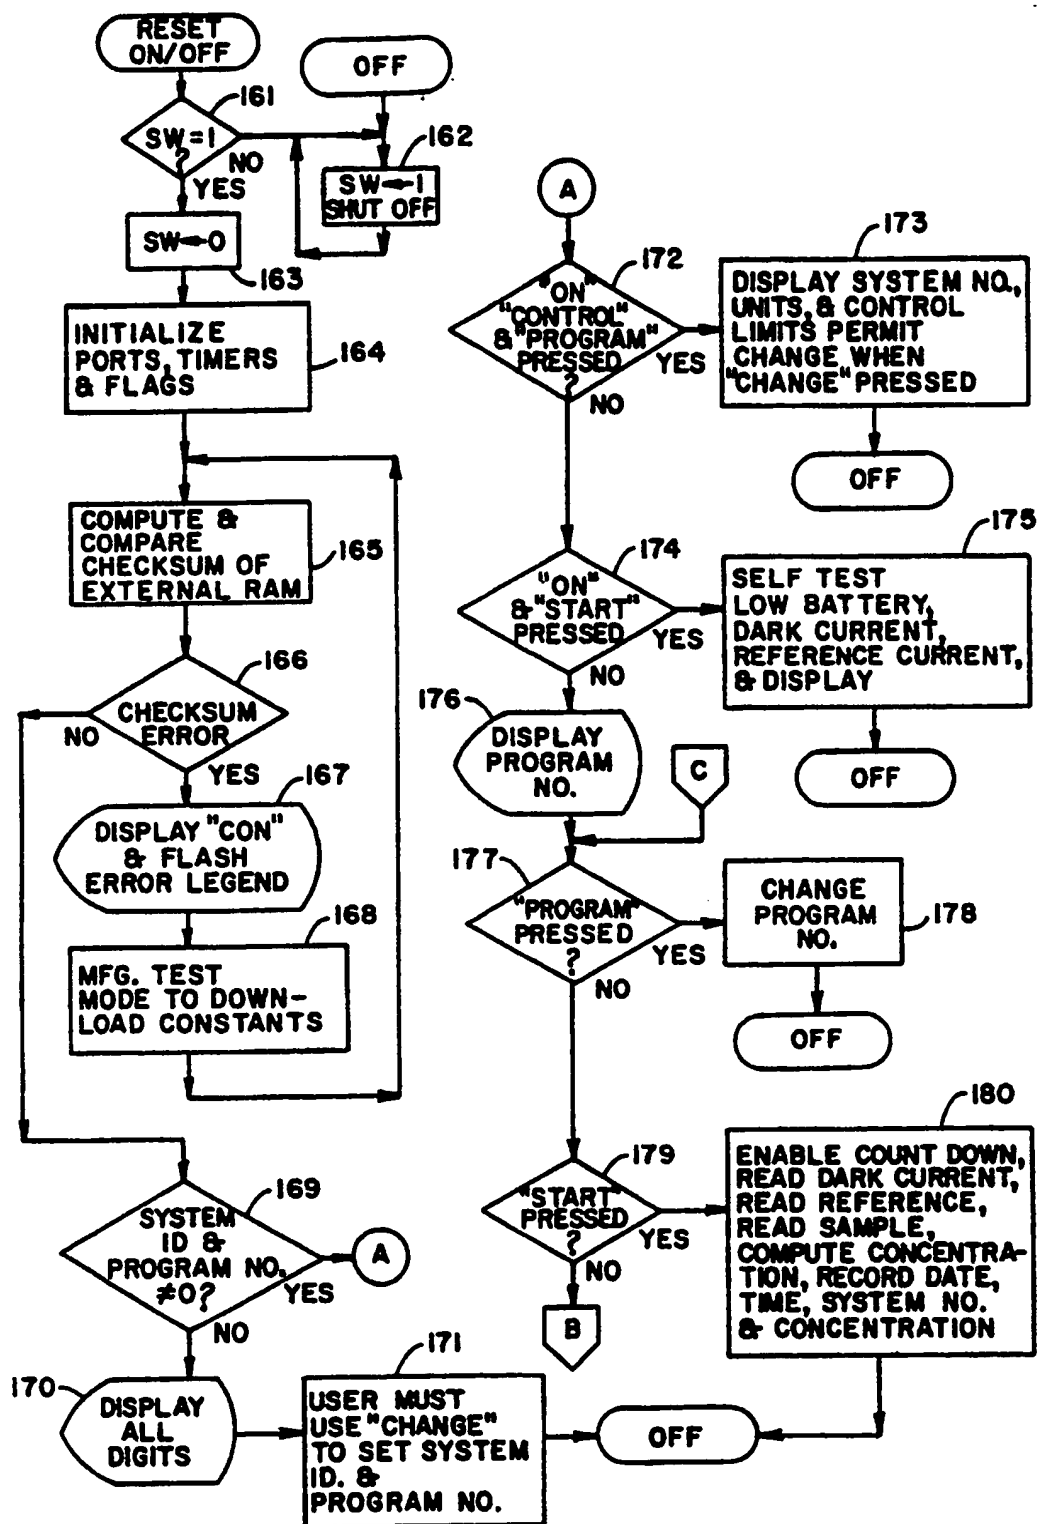 RESET
ON/OFF
161
SW=1
?
NO
YES
OFF
162
SW←1
SHUT OFF
SW←0
163
INITIALIZE
PORTS, TIMERS
& FLAGS
164
COMPUTE &
COMPARE
CHECKSUM OF
EXTERNAL RAM
165
166
CHECKSUM
ERROR
NO
YES
167
DISPLAY "CON"
& FLASH
ERROR LEGEND
168
MFG. TEST
MODE TO DOWN-
LOAD CONSTANTS
169
SYSTEM
ID &
PROGRAM NO.
≠0?
YES
A
NO
170
DISPLAY
ALL
DIGITS
171
USER MUST
USE "CHANGE"
TO SET SYSTEM
ID. &
PROGRAM NO.
OFF
A
172
"ON"
"CONTROL"
& "PROGRAM"
PRESSED
?
YES
NO
173
DISPLAY SYSTEM NO.,
UNITS, & CONTROL
LIMITS PERMIT
CHANGE WHEN
"CHANGE" PRESSED
OFF
174
"ON"
& "START"
PRESSED
YES
NO
175
SELF TEST
LOW BATTERY,
DARK CURRENT,
REFERENCE CURRENT,
& DISPLAY
OFF
176
DISPLAY
PROGRAM
NO.
C
177
"PROGRAM"
PRESSED
?
YES
NO
CHANGE
PROGRAM
NO.
178
OFF
179
"START"
PRESSED
?
YES
NO
B
180
ENABLE COUNT DOWN,
READ DARK CURRENT,
READ REFERENCE,
READ SAMPLE,
COMPUTE CONCENTRA-
TION, RECORD DATE,
TIME, SYSTEM NO.
& CONCENTRATION